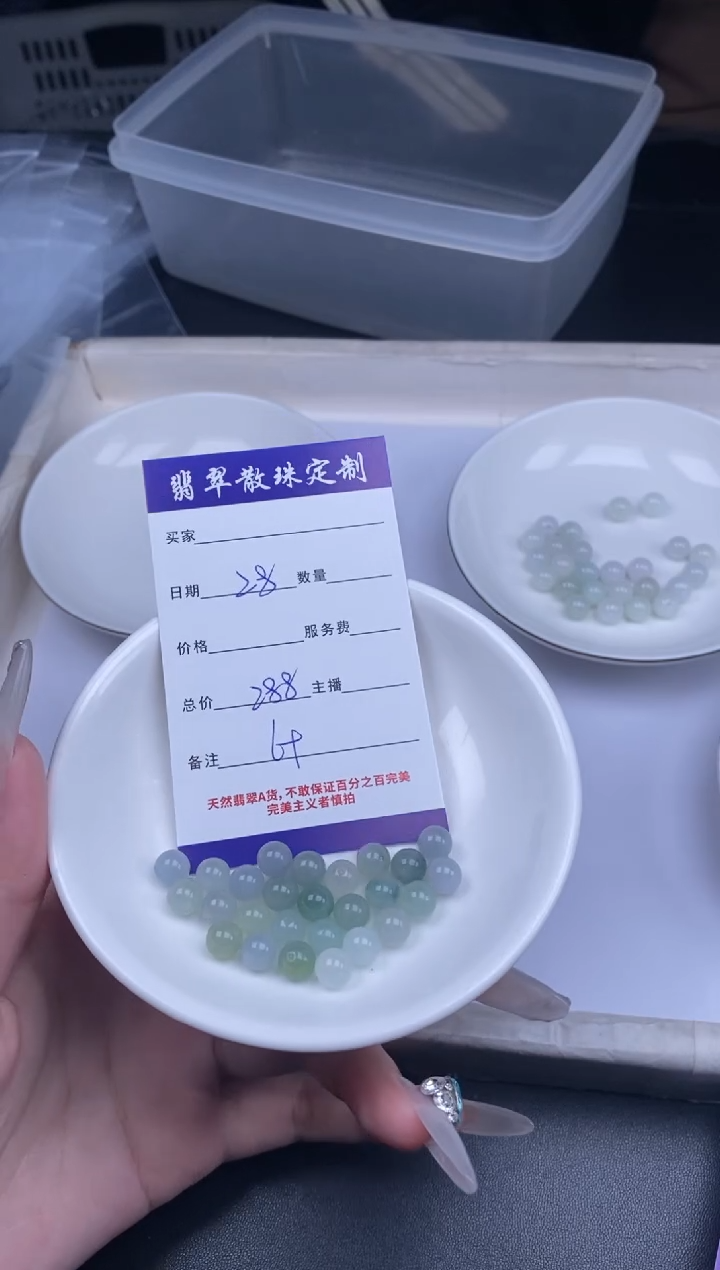 翡翠散珠定制
买家
日期 28 数量
价格 服务费
总价 288 主播
备注
天然翡翠A货,不敢保证百分之百完美
完美主义者慎拍